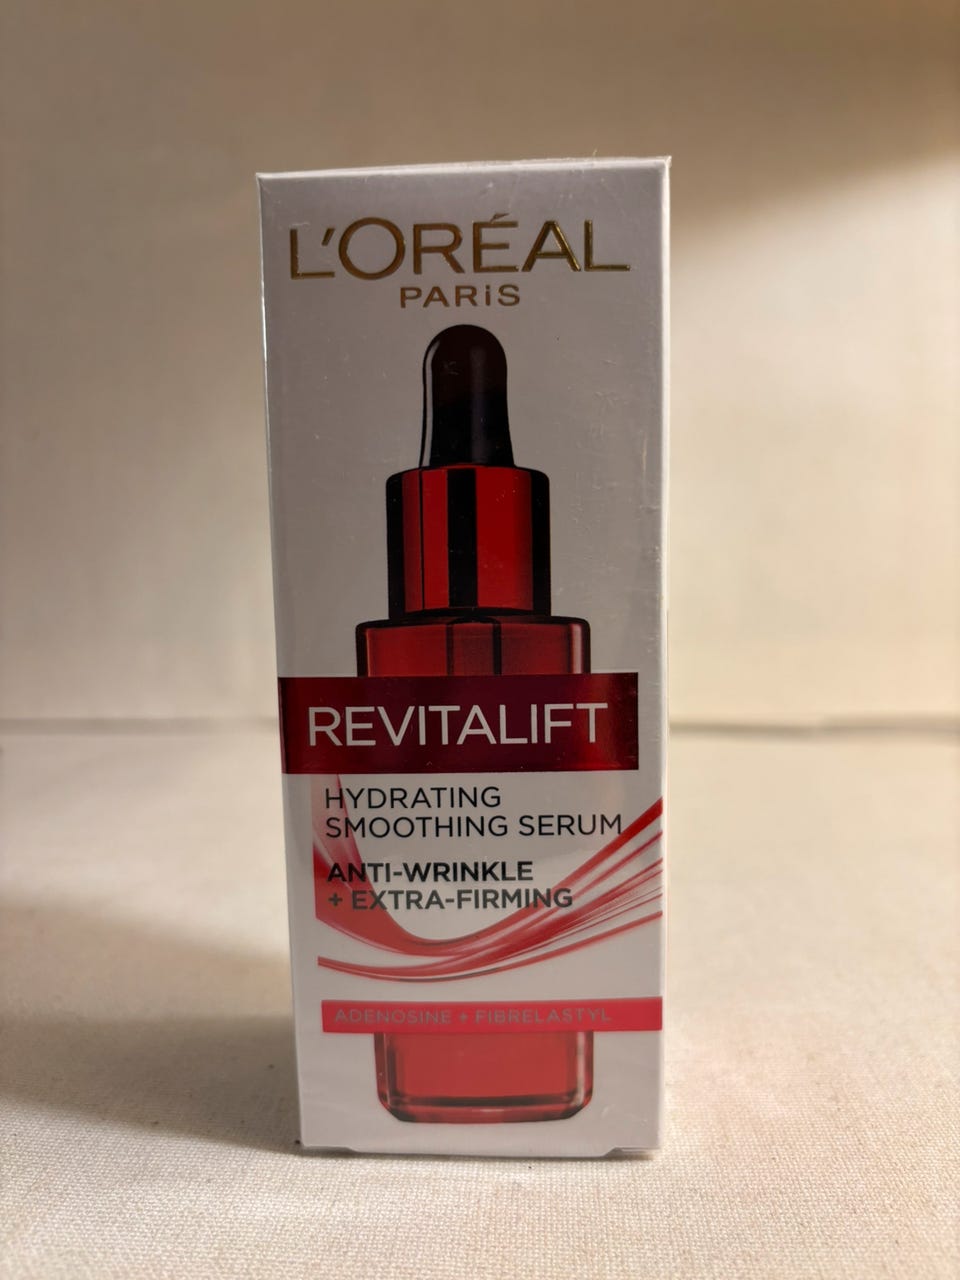 L'ORÉAL
PARiS
REVITALIFT
HYDRATING
SMOOTHING SERUM
ANTI-WRINKLE
+ EXTRA-FIRMING
ADENOSINE + FIBRELASTYL